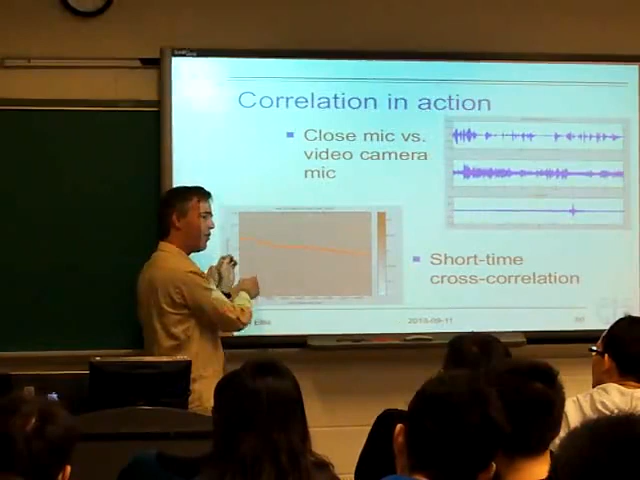 Correlation in action
Close mic vs.
video camera
mic
Short-time
cross-correlation
2013-09-11